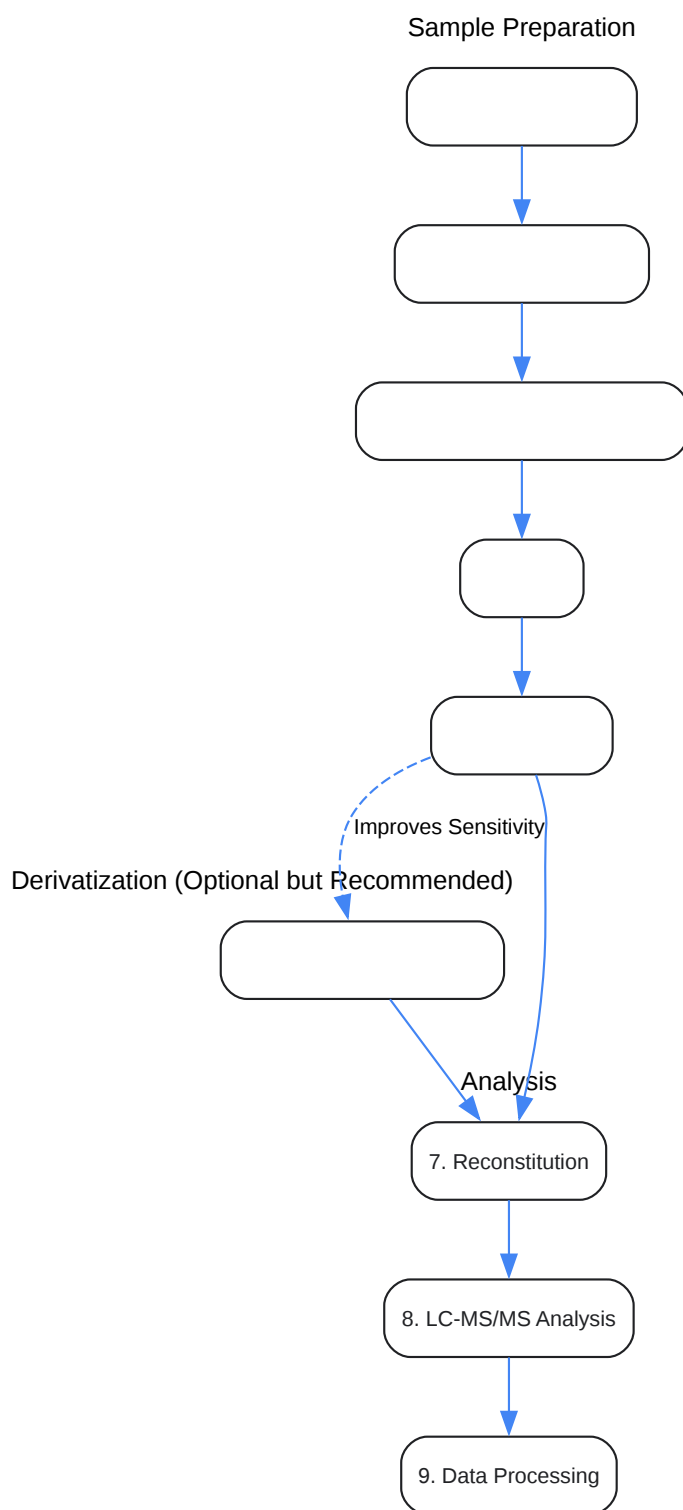 Sample Preparation
Improves Sensitivity
Derivatization (Optional but Recommended)
Analysis
7. Reconstitution
8. LC-MS/MS Analysis
9. Data Processing